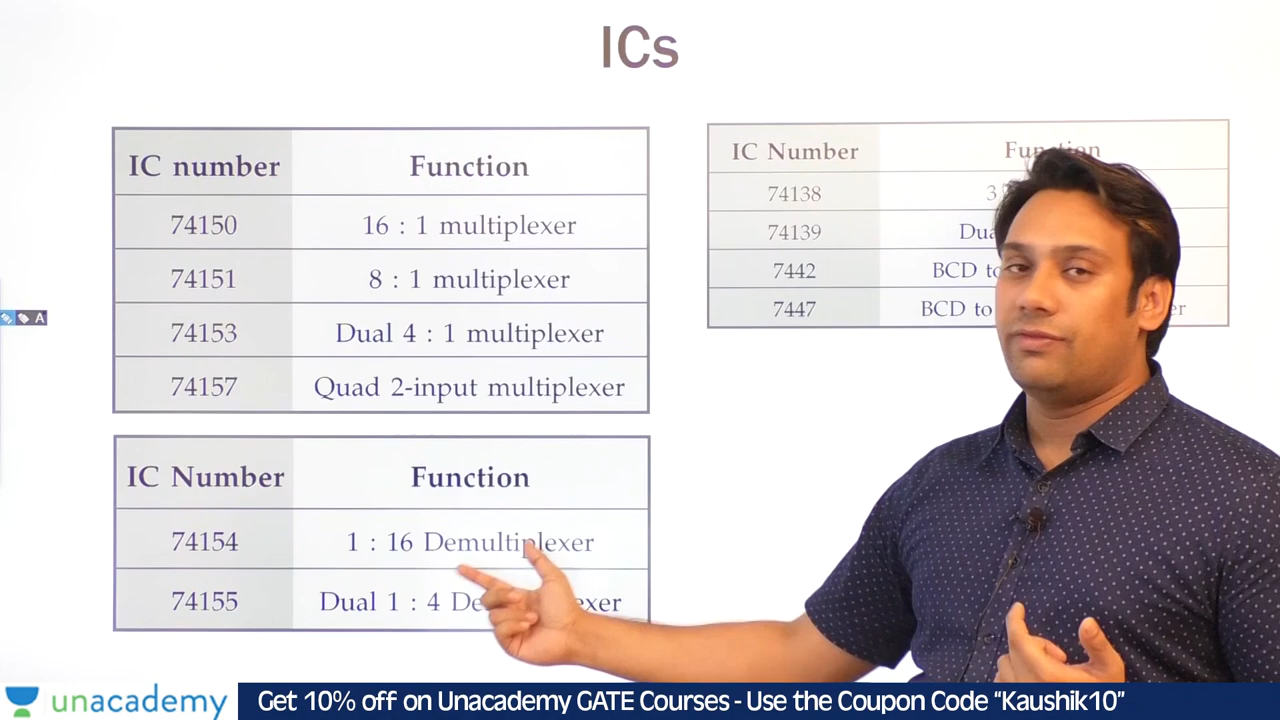 ICs
IC number Function
74150 16 : 1 multiplexer
74151 8 : 1 multiplexer
74153 Dual 4 : 1 multiplexer
74157 Quad 2-input multiplexer
IC Number Function
74154 1 : 16 Demultiplexer
74155 Dual 1 : 4
IC Number Function
74138 3
74139
7442 BCD
7447 BCD to
A
unacademy
Get 10% off on Unacademy GATE Courses - Use the Coupon Code “Kaushik10”